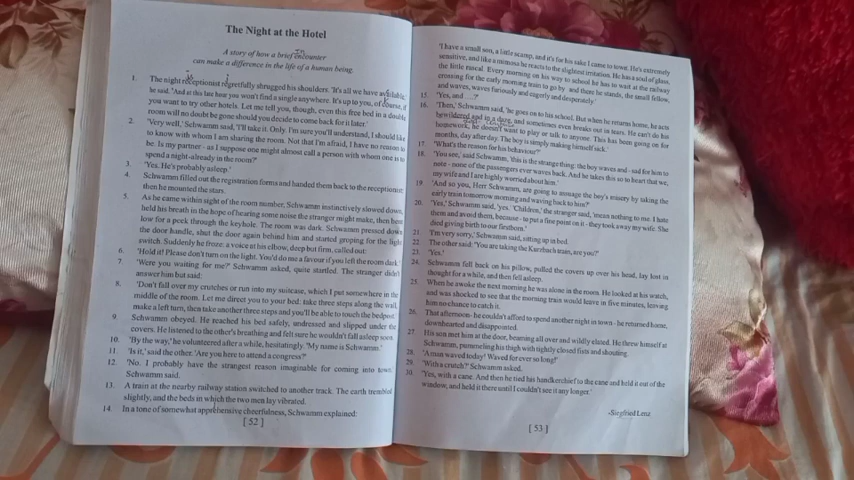 The Night at the Hotel
A story of how a brief encounter
can make a difference in the life of a human being.
1. The night receptionist regretfully shrugged his shoulders. 'It's all we have available,'
he said. 'And at this late hour you won't find a single anywhere. It's up to you, of course, if
you want to try other hotels. Let me tell you, though, even this free bed in a double
room will no doubt be gone should you decide to come back for it later.'
2. 'Very well,' Schwamm said, 'I'll take it. Only. I'm sure you'll understand, I should like
to know with whom I am sharing the room. Not that I'm afraid, I have no reason to
be. Is my partner - as I suppose one might almost call a person with whom one is to
spend a night-already in the room?'
3. 'Yes. He's probably asleep.'
4. Schwamm filled out the registration forms and handed them back to the receptionist
then he mounted the stars.
5. As he came within sight of the room number, Schwamm instinctively slowed down,
held his breath in the hope of hearing some noise the stranger might make, then bent
low for a peek through the keyhole. The room was dark. Schwamm pressed down
the door handle, shut the door again behind him and started groping for the light
switch. Suddenly he froze: a voice at his elbow, deep but firm, called out:
6. 'Hold it! Please don't turn on the light. You'd do me a favour if you left the room dark.'
7. 'Were you waiting for me?' Schwamm asked, quite startled. The stranger didn't
answer him but said:
8. 'Don't fall over my crutches or run into my suitcase, which I put somewhere in the
middle of the room. Let me direct you to your bed: take three steps along the wall,
make a left turn, then take another three steps and you'll be able to touch the bedpost.'
9. Schwamm obeyed. He reached his bed safely, undressed and slipped under the
covers. He listened to the other's breathing and felt sure he wouldn't fall asleep soon.
10. 'By the way,' he volunteered after a while, hesitatingly. 'My name is Schwamm.'
11. 'Is it,' said the other. 'Are you here to attend a congress?'
12. 'No. I probably have the strangest reason imaginable for coming into town,'
Schwamm said.
13. A train at the nearby railway station switched to another track. The earth trembled
slightly, and the beds in which the two men lay vibrated.
14. In a tone of somewhat apprehensive cheerfulness, Schwamm explained:
[ 52 ]
'I have a small son, a little scamp, and it's for his sake I came to town. He's extremely
sensitive, and like a mimosa he reacts to the slightest irritation. He has a soul of glass,
the little rascal. Every morning on his way to school he has to wait at the railway
crossing for the early morning train to go by and there he stands, the small fellow,
and waves, waves furiously and eagerly and desperately.'
15. 'Yes, and ....?'
16. 'Then,' Schwamm said, 'he goes on to his school. But when he returns home, he acts
bewildered and in a daze, and sometimes even breaks out in tears. He can't do his
homework, he doesn't want to play or talk to anyone. This has been going on for
months, day after day. The boy is simply making himself sick.'
17. 'What's the reason for his behaviour?'
18. 'You see, said Schwamm, 'this is the strange thing: the boy waves and - sad for him to
note - none of the passengers ever waves back. And he takes this so to heart that we,
my wife and I are highly worried about him.'
19. 'And so you, Herr Schwamm, are going to assuage the boy's misery by taking the
early train tomorrow morning and waving back to him?'
20. 'Yes,' Schwamm said, 'yes. 'Children,' the stranger said, 'mean nothing to me. I hate
them and avoid them, because - to put a fine point on it - they took away my wife. She
died giving birth to our firstborn.'
21. 'I'm very sorry,' Schwamm said, sitting up in bed.
22. The other said: 'You are taking the Kurzbach train, are you?'
23. 'Yes.'
24. Schwamm fell back on his pillow, pulled the covers up over his head, lay lost in
thought for a while, and then fell asleep.
25. When he awoke the next morning he was alone in the room. He looked at his watch,
and was shocked to see that the morning train would leave in five minutes, leaving
him no chance to catch it.
26. That afternoon- he couldn't afford to spend another night in town - he returned home,
downhearted and disappointed.
27. His son met him at the door, beaming all over and wildly elated. He threw himself at
Schwamm, pummeling his thigh with tightly closed fists and shouting.
28. 'A man waved today! Waved for ever so long!'
29. 'With a crutch?' Schwamm asked.
30. 'Yes, with a cane. And then he tied his handkerchief to the cane and held it out of the
window, and held it there until I couldn't see it any longer.'
-Siegfried Lenz
[ 53 ]